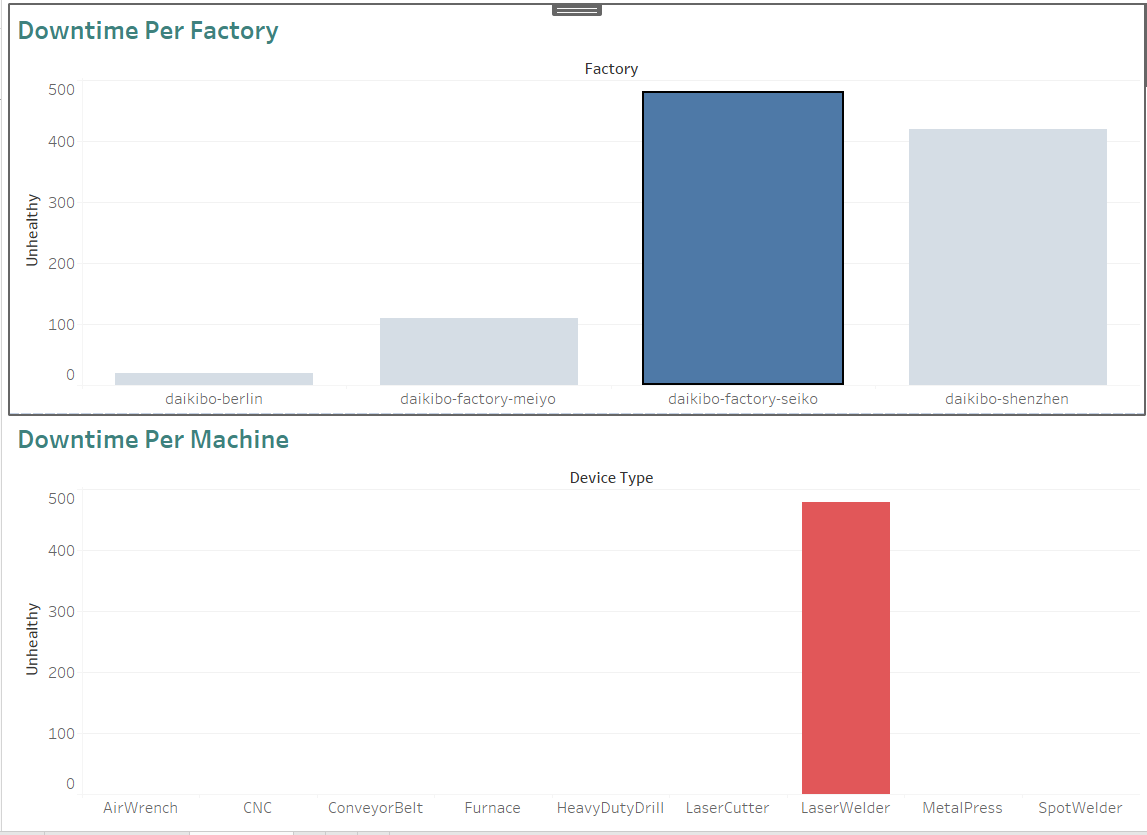 Downtime Per Factory
Factory
500
400
300
200
100
0
Unhealthy
daikibo-berlin daikibo-factory-meiyo daikibo-factory-seiko daikibo-shenzhen
Downtime Per Machine
Device Type
500
400
300
200
100
0
Unhealthy
AirWrench CNC ConveyorBelt Furnace HeavyDutyDrill LaserCutter LaserWelder MetalPress SpotWelder